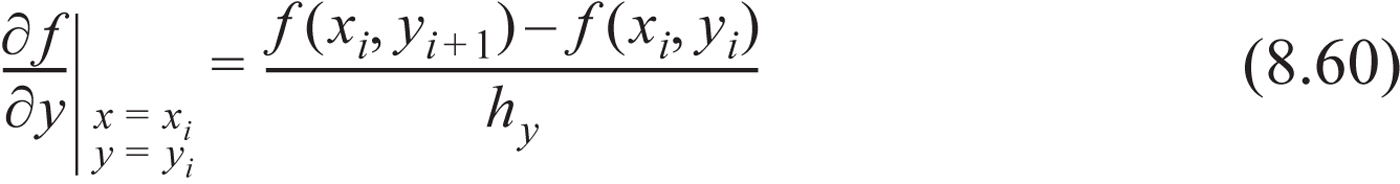 ∂f/∂y | x = x_i y = y_i = (f(x_i, y_{i+1}) − f(x_i, y_i)) / h_y (8.60)